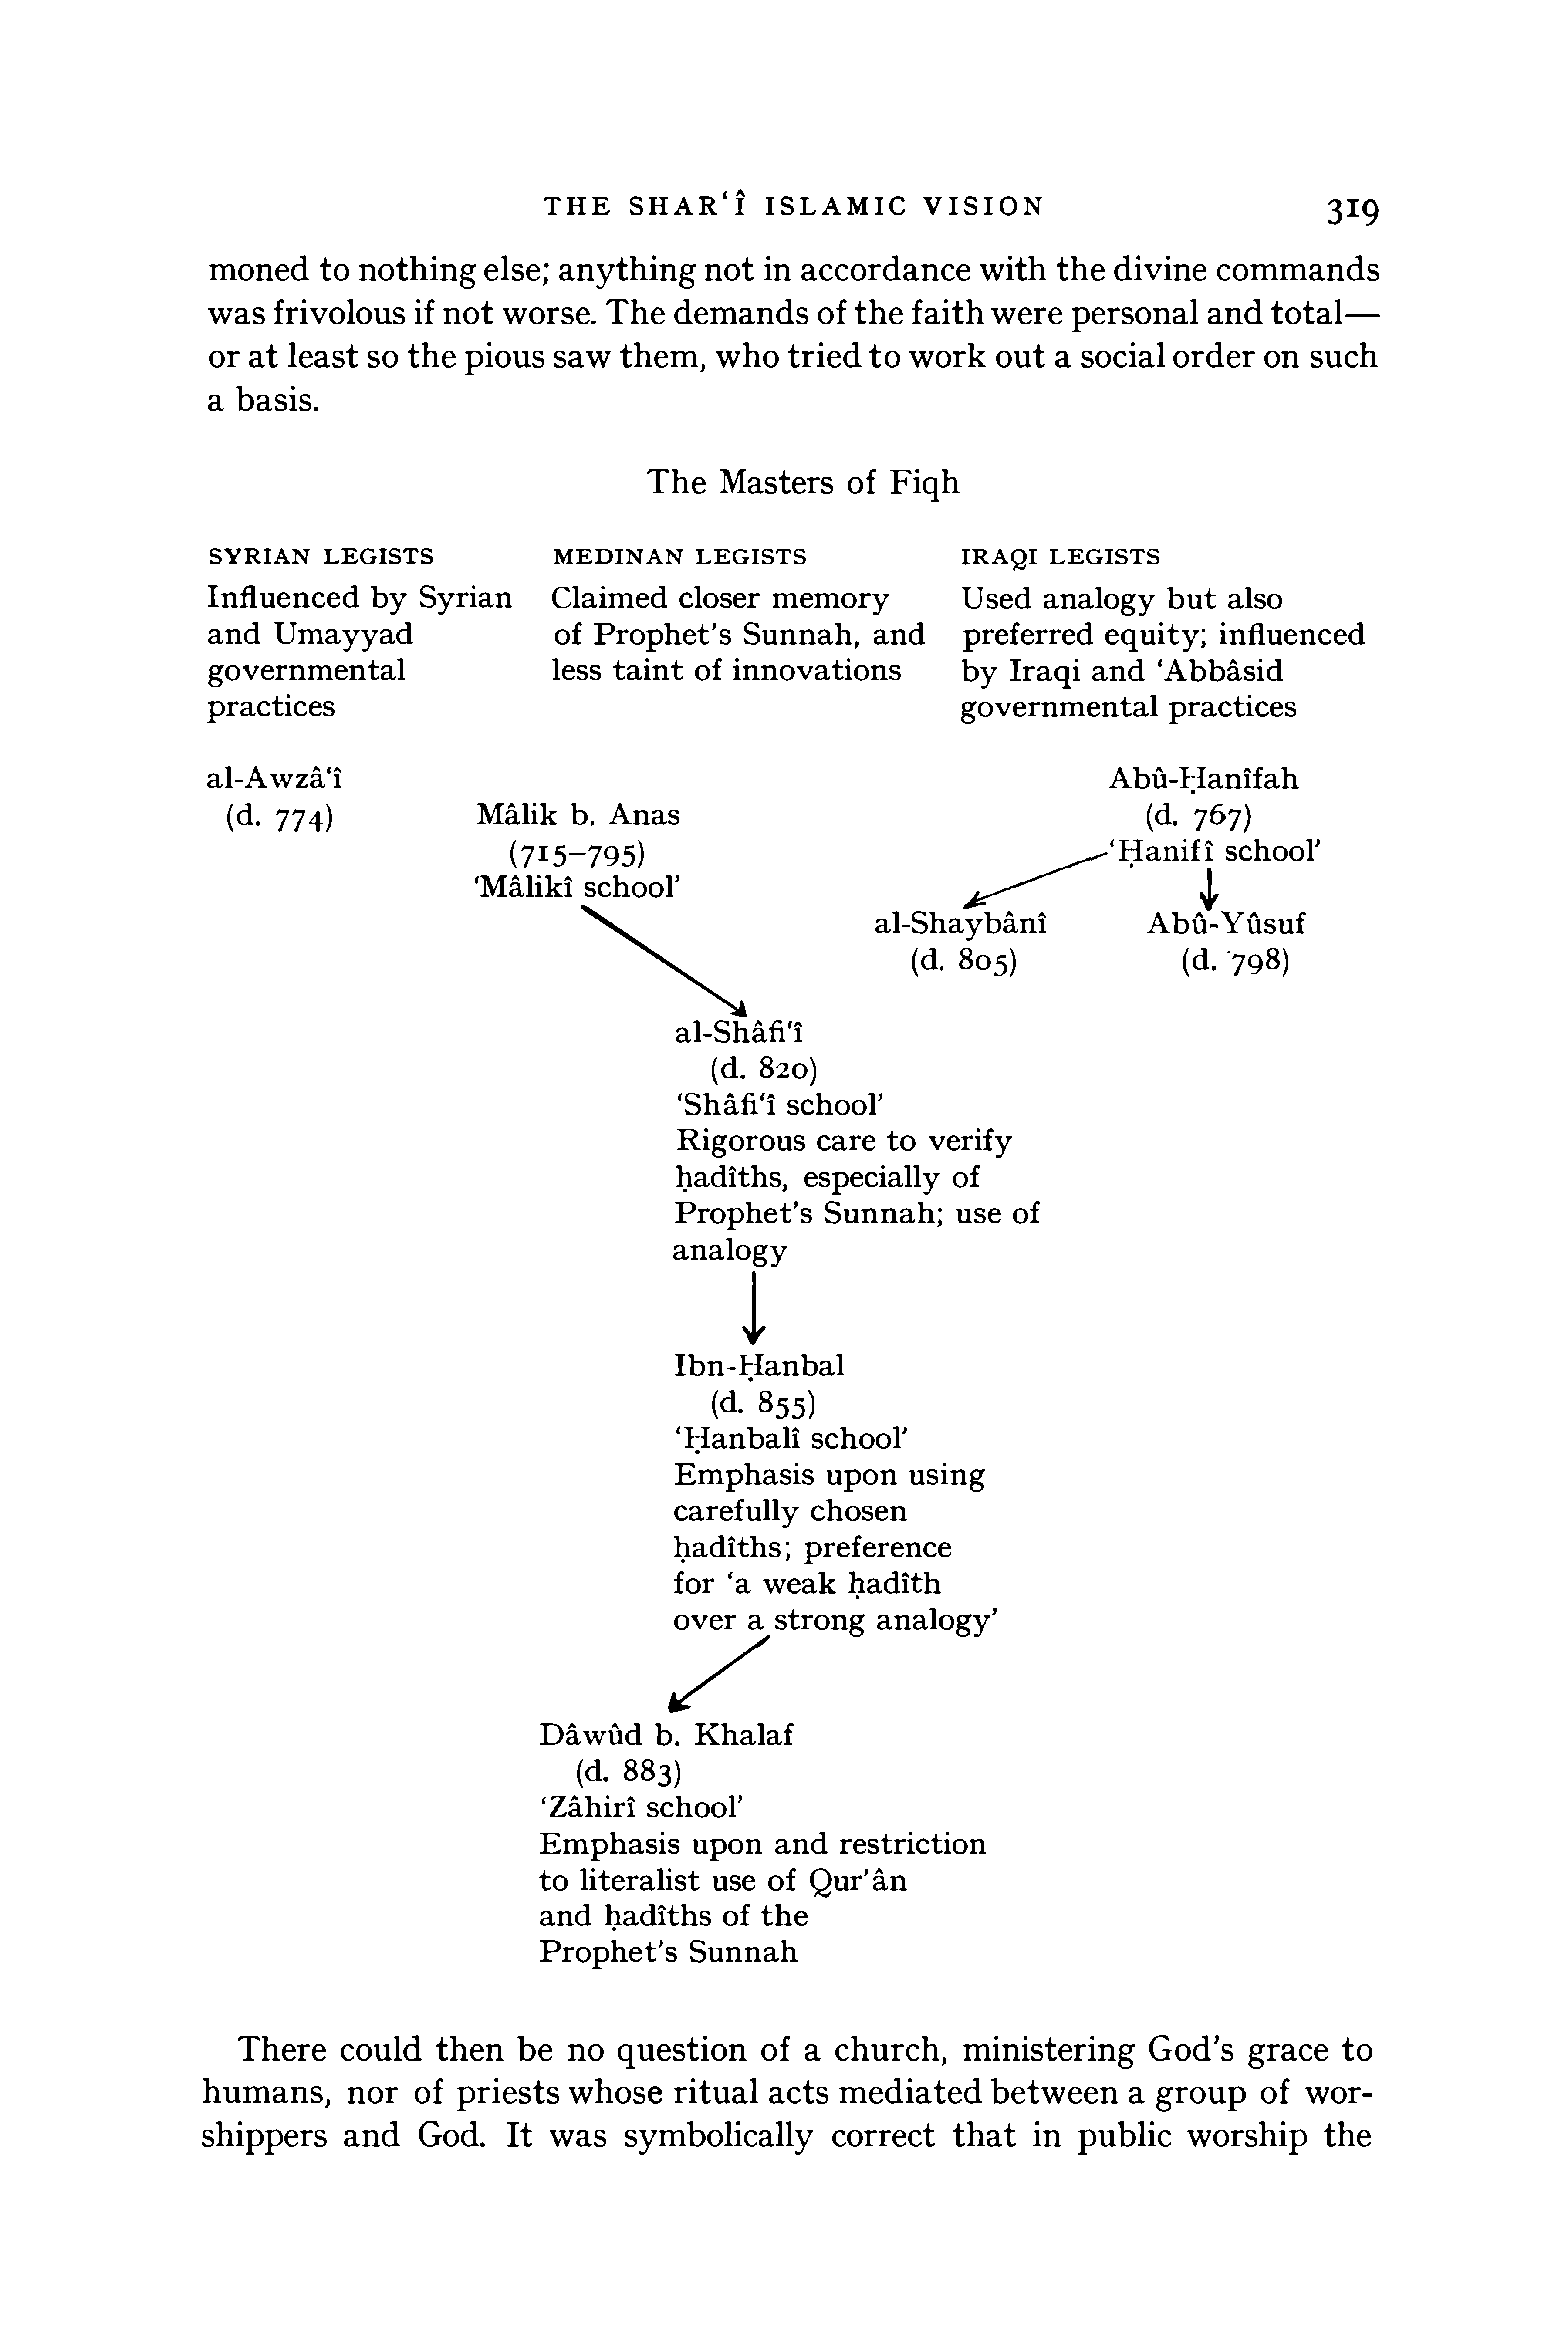 THE SHAR‘Î ISLAMIC VISION 319
moned to nothing else; anything not in accordance with the divine commands
was frivolous if not worse. The demands of the faith were personal and total—
or at least so the pious saw them, who tried to work out a social order on such
a basis.
The Masters of Fiqh
SYRIAN LEGISTS
Influenced by Syrian
and Umayyad
governmental
practices
MEDINAN LEGISTS
Claimed closer memory
of Prophet’s Sunnah, and
less taint of innovations
IRAQI LEGISTS
Used analogy but also
preferred equity; influenced
by Iraqi and ‘Abbâsid
governmental practices
al-Awzâ‘î
(d. 774)
Mâlik b. Anas
(715–795)
‘Mâlikî school’
Abû-Ḥanîfah
(d. 767)
‘Ḥanifî school’
al-Shaybânî
(d. 805)
Abû-Yûsuf
(d. 798)
al-Shâfi‘î
(d. 820)
‘Shâfi‘î school’
Rigorous care to verify
ḥadîths, especially of
Prophet’s Sunnah; use of
analogy
Ibn-Ḥanbal
(d. 855)
‘Ḥanbalî school’
Emphasis upon using
carefully chosen
ḥadîths; preference
for ‘a weak ḥadîth
over a strong analogy’
Dâwûd b. Khalaf
(d. 883)
‘Zâhirî school’
Emphasis upon and restriction
to literalist use of Qur’ân
and ḥadîths of the
Prophet’s Sunnah
There could then be no question of a church, ministering God’s grace to
humans, nor of priests whose ritual acts mediated between a group of wor-
shippers and God. It was symbolically correct that in public worship the